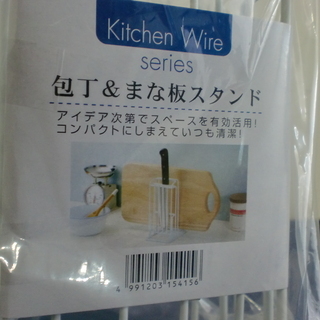 Kitchen Wire
series
包丁&まな板スタンド
アイデア次第でスペースを有効活用!
コンパクトにしまえていつも清潔!
4 991203 154156